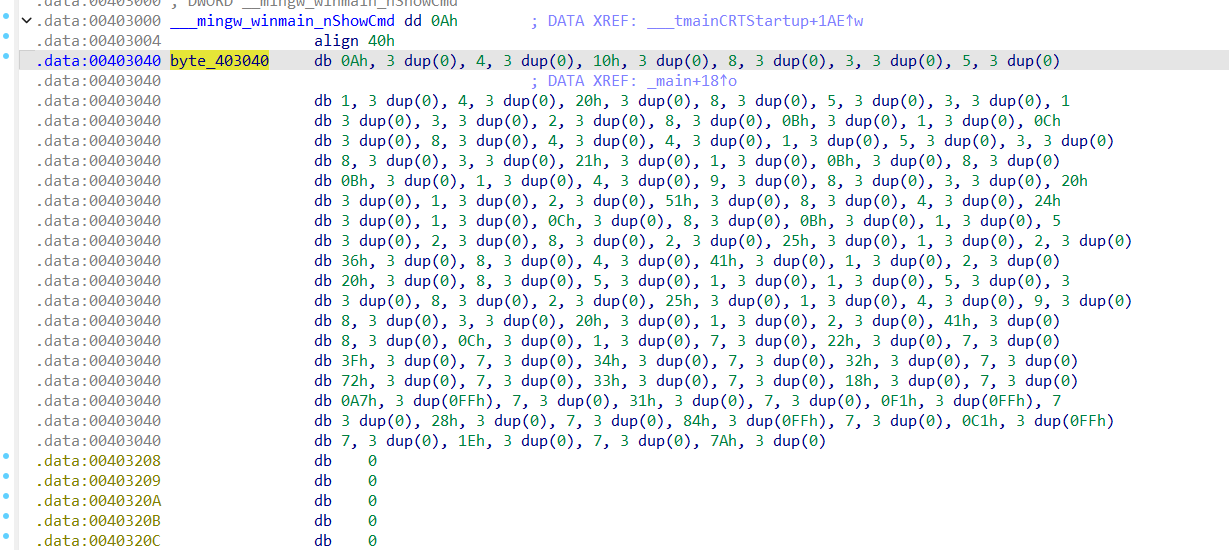 .data:00403000 ; DWORD __mingw_winmain_nShowCmd
.data:00403000 ___mingw_winmain_nShowCmd dd 0Ah ; DATA XREF: ___tmainCRTStartup+1AE↑w
.data:00403004 align 40h
.data:00403040 byte_403040 db 0Ah, 3 dup(0), 4, 3 dup(0), 10h, 3 dup(0), 8, 3 dup(0), 3, 3 dup(0), 5, 3 dup(0)
.data:00403040 ; DATA XREF: _main+18↑o
.data:00403040 db 1, 3 dup(0), 4, 3 dup(0), 20h, 3 dup(0), 8, 3 dup(0), 5, 3 dup(0), 3, 3 dup(0), 1
.data:00403040 db 3 dup(0), 3, 3 dup(0), 2, 3 dup(0), 8, 3 dup(0), 0Bh, 3 dup(0), 1, 3 dup(0), 0Ch
.data:00403040 db 3 dup(0), 8, 3 dup(0), 4, 3 dup(0), 4, 3 dup(0), 1, 3 dup(0), 5, 3 dup(0), 3, 3 dup(0)
.data:00403040 db 8, 3 dup(0), 3, 3 dup(0), 21h, 3 dup(0), 1, 3 dup(0), 0Bh, 3 dup(0), 8, 3 dup(0)
.data:00403040 db 0Bh, 3 dup(0), 1, 3 dup(0), 4, 3 dup(0), 9, 3 dup(0), 8, 3 dup(0), 3, 3 dup(0), 20h
.data:00403040 db 3 dup(0), 1, 3 dup(0), 2, 3 dup(0), 51h, 3 dup(0), 8, 3 dup(0), 4, 3 dup(0), 24h
.data:00403040 db 3 dup(0), 1, 3 dup(0), 0Ch, 3 dup(0), 8, 3 dup(0), 0Bh, 3 dup(0), 1, 3 dup(0), 5
.data:00403040 db 3 dup(0), 2, 3 dup(0), 8, 3 dup(0), 2, 3 dup(0), 25h, 3 dup(0), 1, 3 dup(0), 2, 3 dup(0)
.data:00403040 db 36h, 3 dup(0), 8, 3 dup(0), 4, 3 dup(0), 41h, 3 dup(0), 1, 3 dup(0), 2, 3 dup(0)
.data:00403040 db 20h, 3 dup(0), 8, 3 dup(0), 5, 3 dup(0), 1, 3 dup(0), 1, 3 dup(0), 5, 3 dup(0), 3
.data:00403040 db 3 dup(0), 8, 3 dup(0), 2, 3 dup(0), 25h, 3 dup(0), 1, 3 dup(0), 4, 3 dup(0), 9, 3 dup(0)
.data:00403040 db 8, 3 dup(0), 3, 3 dup(0), 20h, 3 dup(0), 1, 3 dup(0), 2, 3 dup(0), 41h, 3 dup(0)
.data:00403040 db 8, 3 dup(0), 0Ch, 3 dup(0), 1, 3 dup(0), 7, 3 dup(0), 22h, 3 dup(0), 7, 3 dup(0)
.data:00403040 db 3Fh, 3 dup(0), 7, 3 dup(0), 34h, 3 dup(0), 7, 3 dup(0), 32h, 3 dup(0), 7, 3 dup(0)
.data:00403040 db 72h, 3 dup(0), 7, 3 dup(0), 33h, 3 dup(0), 7, 3 dup(0), 18h, 3 dup(0), 7, 3 dup(0)
.data:00403040 db 0A7h, 3 dup(0FFh), 7, 3 dup(0), 31h, 3 dup(0), 7, 3 dup(0), 0F1h, 3 dup(0FFh), 7
.data:00403040 db 3 dup(0), 28h, 3 dup(0), 7, 3 dup(0), 84h, 3 dup(0FFh), 7, 3 dup(0), 0C1h, 3 dup(0FFh)
.data:00403040 db 7, 3 dup(0), 1Eh, 3 dup(0), 7, 3 dup(0), 7Ah, 3 dup(0)
.data:00403208 db 0
.data:00403209 db 0
.data:0040320A db 0
.data:0040320B db 0
.data:0040320C db 0